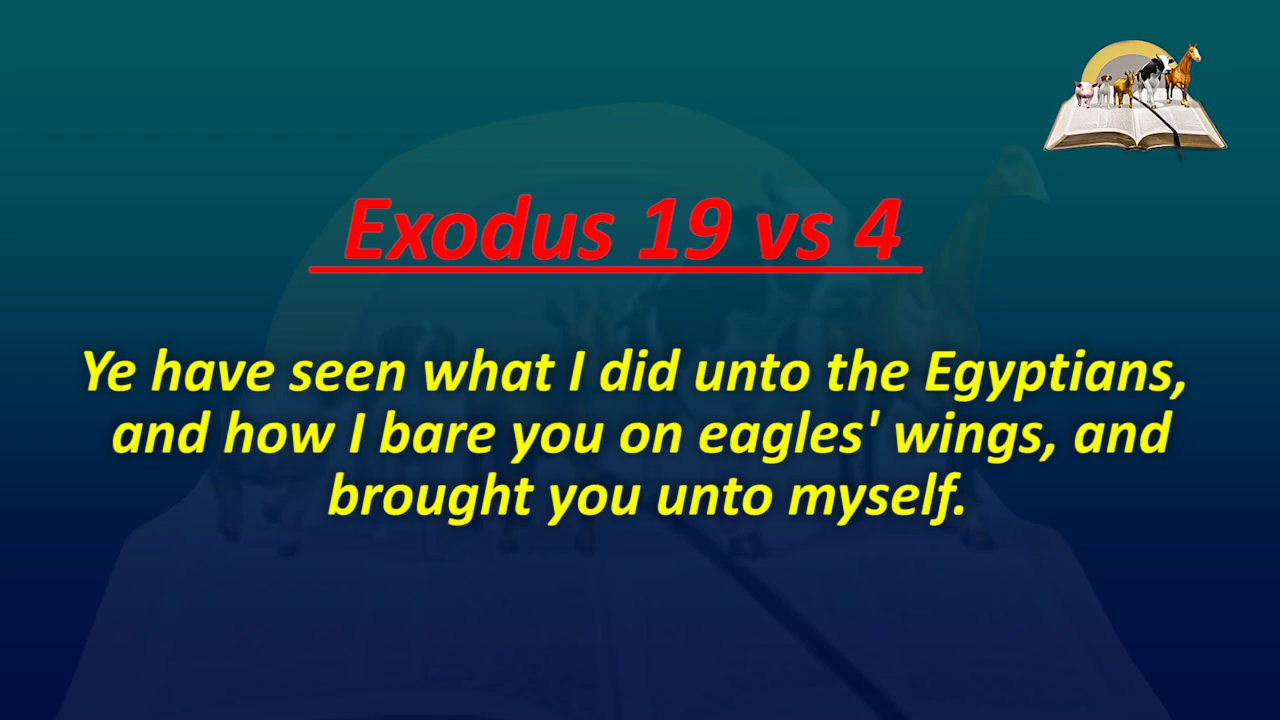 Exodus 19 vs 4
Ye have seen what I did unto the Egyptians,
and how I bare you on eagles' wings, and
brought you unto myself.